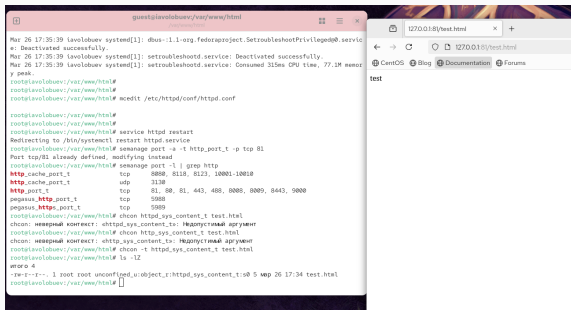 guest@iavolobuev:/var/www/html
Mar 26 17:35:39 iavolobuev systemd[1]: dbus-:1.1-org.fedoraproject.SetroubleshootPrivileged@0.servic
e: Deactivated successfully.
Mar 26 17:35:39 iavolobuev systemd[1]: setroubleshootd.service: Deactivated successfully.
Mar 26 17:35:39 iavolobuev systemd[1]: setroubleshootd.service: Consumed 315ms CPU time, 77.1M memor
y peak.
root@iavolobuev:/var/www/html#
root@iavolobuev:/var/www/html#
root@iavolobuev:/var/www/html# mcedit /etc/httpd/conf/httpd.conf
root@iavolobuev:/var/www/html#
root@iavolobuev:/var/www/html#
root@iavolobuev:/var/www/html# service httpd restart
Redirecting to /bin/systemctl restart httpd.service
root@iavolobuev:/var/www/html# semanage port -a -t http_port_t -p tcp 81
Port tcp/81 already defined, modifying instead
root@iavolobuev:/var/www/html# semanage port -l | grep http
http_cache_port_t tcp 8080, 8118, 8123, 10001-10010
http_cache_port_t udp 3130
http_port_t tcp 81, 80, 81, 443, 488, 8008, 8009, 8443, 9000
pegasus_http_port_t tcp 5988
pegasus_https_port_t tcp 5989
root@iavolobuev:/var/www/html# chcon httpd_sys_content_t test.html
chcon: неверный контекст: «httpd_sys_content_t»: Недопустимый аргумент
root@iavolobuev:/var/www/html# chcon http_sys_content_t test.html
chcon: неверный контекст: «http_sys_content_t»: Недопустимый аргумент
root@iavolobuev:/var/www/html# chcon -t httpd_sys_content_t test.html
root@iavolobuev:/var/www/html# ls -lZ
итого 4
-rw-r--r--. 1 root root unconfined_u:object_r:httpd_sys_content_t:s0 5 мар 26 17:34 test.html
root@iavolobuev:/var/www/html#
127.0.0.1:81/test.html
127.0.0.1:81/test.html
CentOS Blog Documentation Forums
test